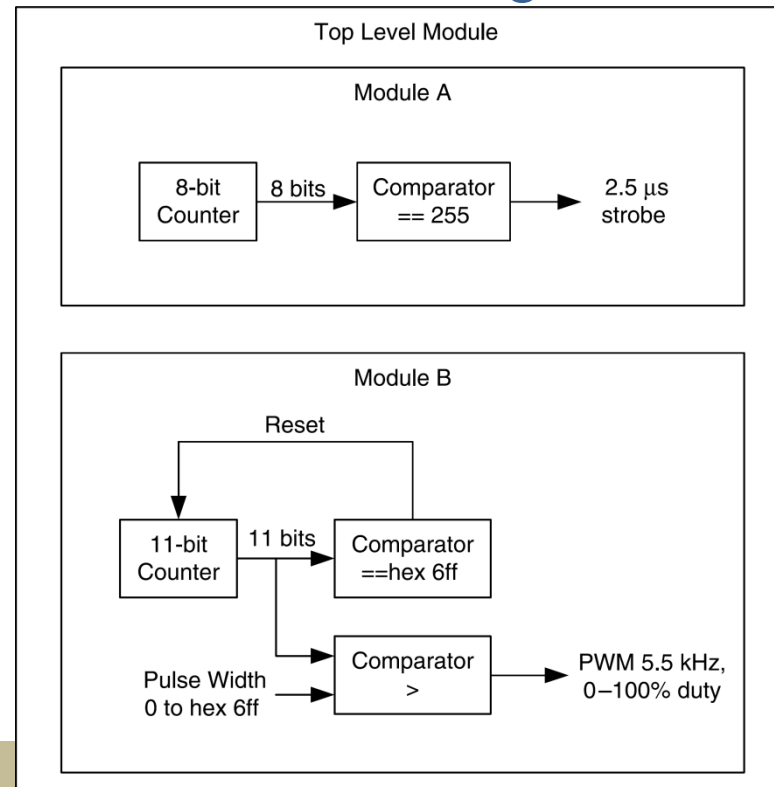 Top Level Module
Module A
8-bit
Counter
8 bits
Comparator
== 255
2.5 μs
strobe
Module B
Reset
11-bit
Counter
11 bits
Comparator
==hex 6ff
Pulse Width
0 to hex 6ff
Comparator
>
PWM 5.5 kHz,
0–100% duty